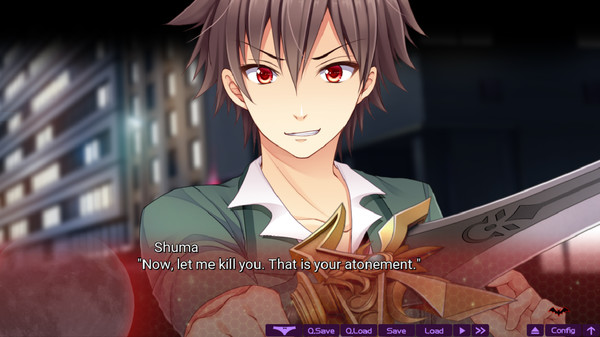 Shuma
"Now, let me kill you. That is your atonement."
Q.Save Q.Load Save Load Config